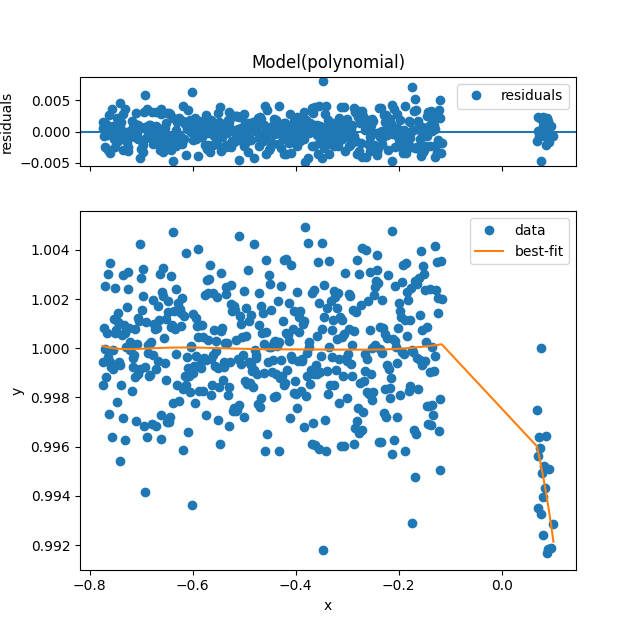 Model(polynomial)
residuals
0.005
0.000
−0.005
residuals
data
best-fit
y
1.004
1.002
1.000
0.998
0.996
0.994
0.992
−0.8 −0.6 −0.4 −0.2 0.0
x